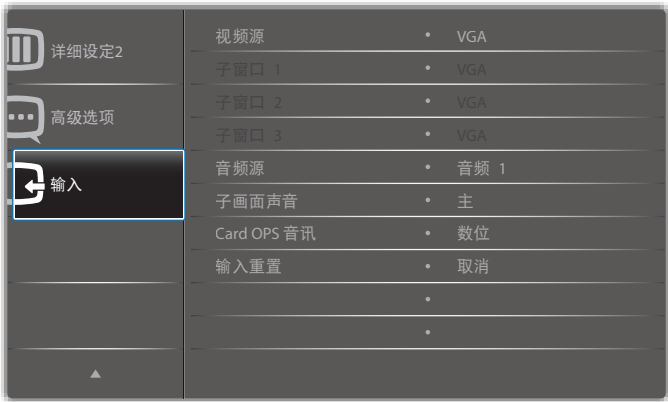 详细设定2
高级选项
输入
视频源 • VGA
子窗口 1 • VGA
子窗口 2 • VGA
子窗口 3 • VGA
音频源 • 音频 1
子画面声音 • 主
Card OPS 音讯 • 数位
输入重置 • 取消
•
•